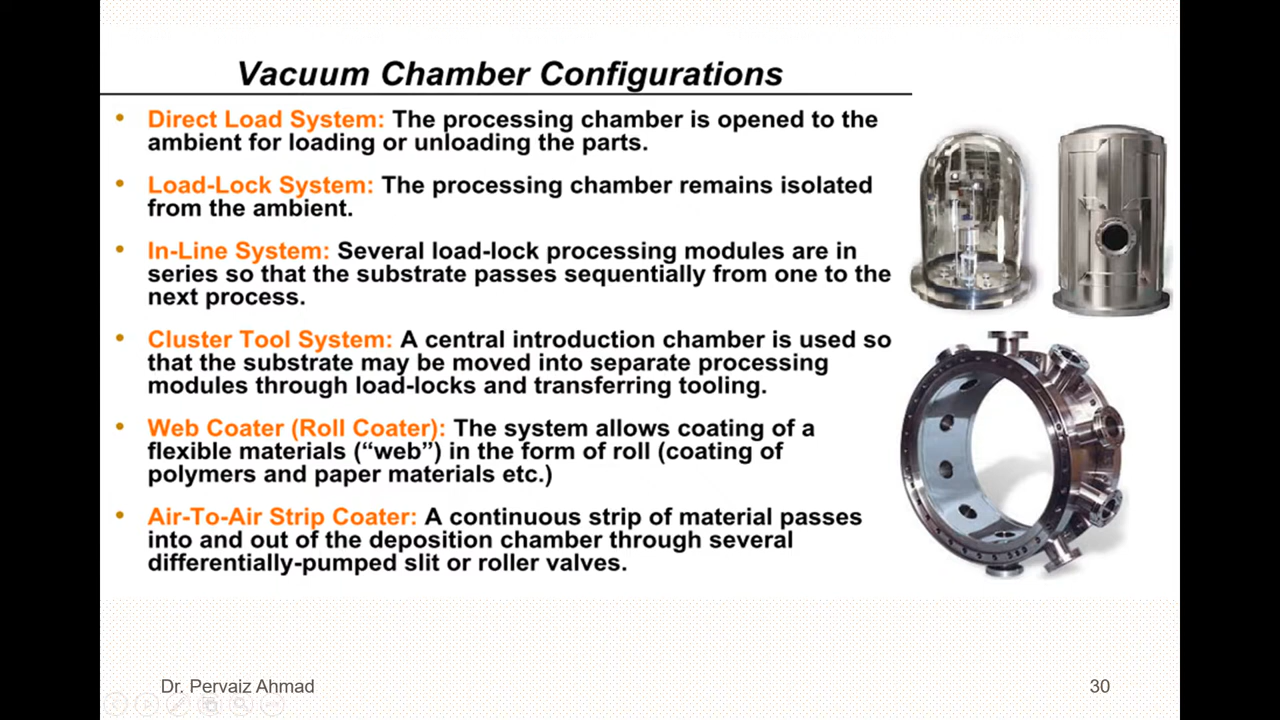 Vacuum Chamber Configurations
• Direct Load System: The processing chamber is opened to the
ambient for loading or unloading the parts.
• Load-Lock System: The processing chamber remains isolated
from the ambient.
• In-Line System: Several load-lock processing modules are in
series so that the substrate passes sequentially from one to the
next process.
• Cluster Tool System: A central introduction chamber is used so
that the substrate may be moved into separate processing
modules through load-locks and transferring tooling.
• Web Coater (Roll Coater): The system allows coating of a
flexible materials (“web”) in the form of roll (coating of
polymers and paper materials etc.)
• Air-To-Air Strip Coater: A continuous strip of material passes
into and out of the deposition chamber through several
differentially-pumped slit or roller valves.
Dr. Pervaiz Ahmad
30